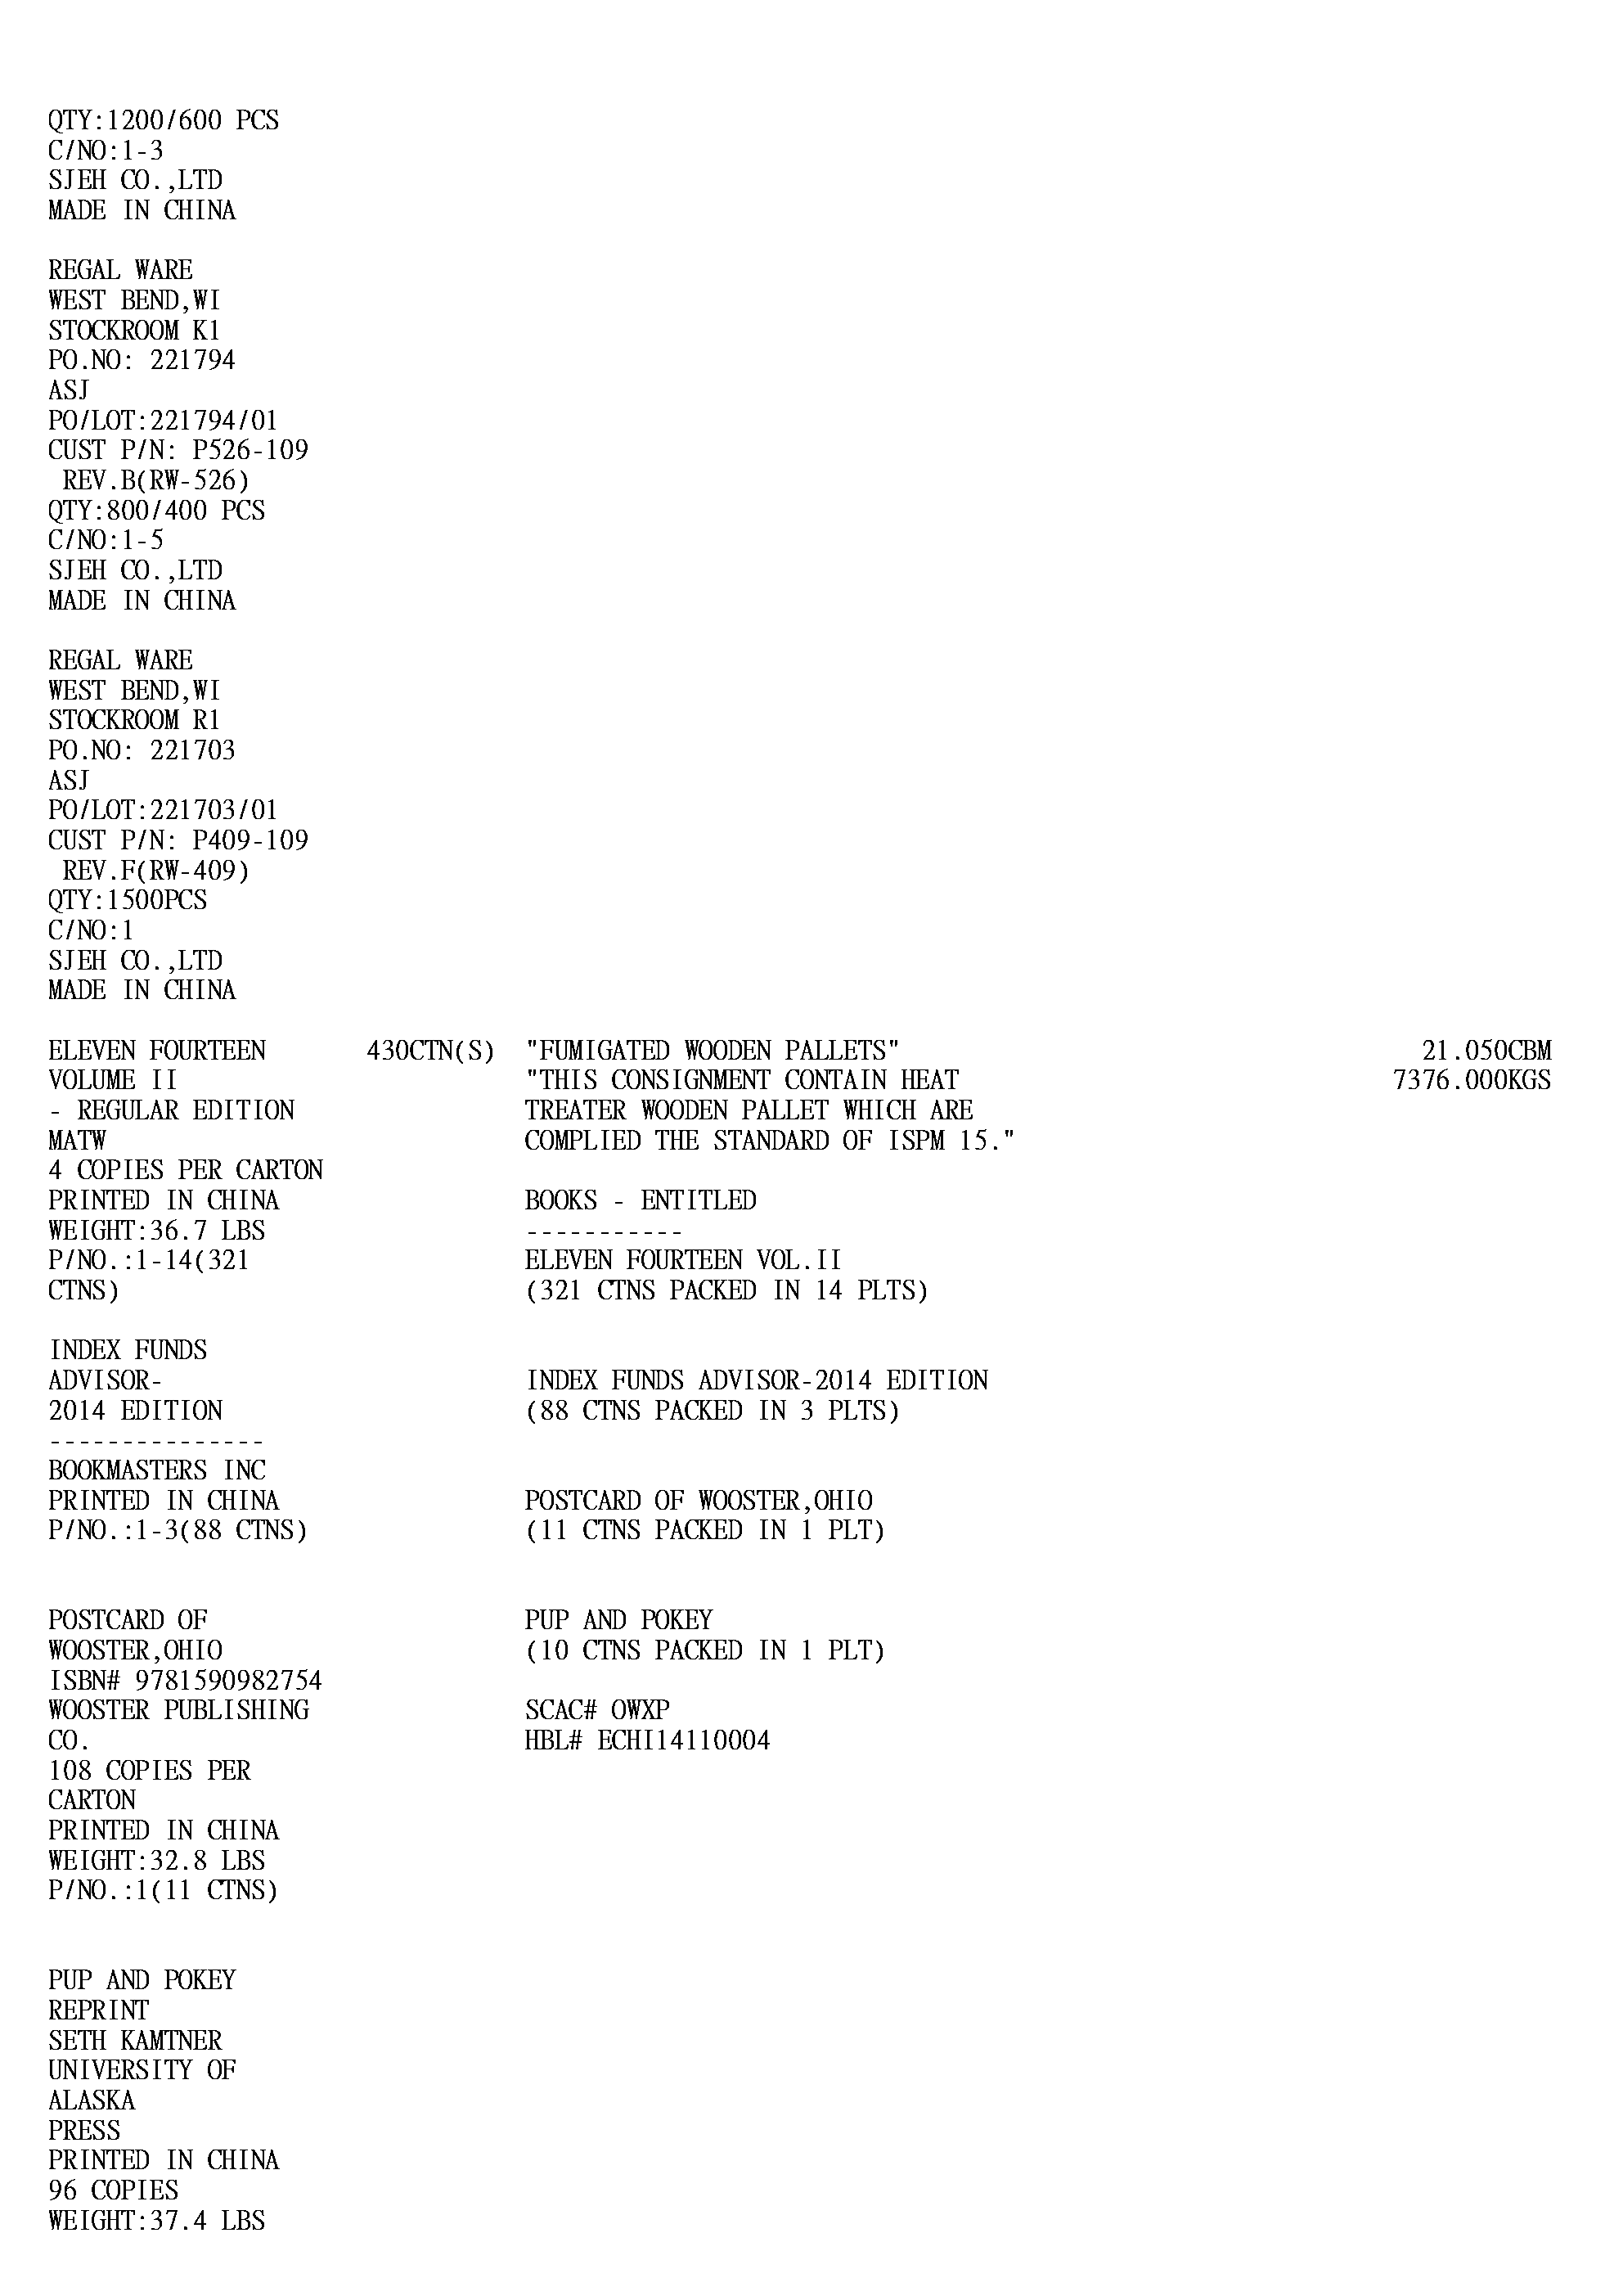 QTY:1200/600 PCS
C/NO:1-3
SJEH CO.,LTD
MADE IN CHINA
REGAL WARE
WEST BEND,WI
STOCKROOM K1
PO.NO: 221794
ASJ
PO/LOT:221794/01
CUST P/N: P526-109
REV.B(RW-526)
QTY:800/400 PCS
C/NO:1-5
SJEH CO.,LTD
MADE IN CHINA
REGAL WARE
WEST BEND,WI
STOCKROOM R1
PO.NO: 221703
ASJ
PO/LOT:221703/01
CUST P/N: P409-109
REV.F(RW-409)
QTY:1500PCS
C/NO:1
SJEH CO.,LTD
MADE IN CHINA
ELEVEN FOURTEEN 430CTN(S) "FUMIGATED WOODEN PALLETS" 21.050CBM
VOLUME II "THIS CONSIGNMENT CONTAIN HEAT 7376.000KGS
- REGULAR EDITION TREATER WOODEN PALLET WHICH ARE
MATW COMPLIED THE STANDARD OF ISPM 15."
4 COPIES PER CARTON
PRINTED IN CHINA BOOKS - ENTITLED
WEIGHT:36.7 LBS -----------
P/NO.:1-14(321 ELEVEN FOURTEEN VOL.II
CTNS) (321 CTNS PACKED IN 14 PLTS)
INDEX FUNDS
ADVISOR- INDEX FUNDS ADVISOR-2014 EDITION
2014 EDITION (88 CTNS PACKED IN 3 PLTS)
---------------
BOOKMASTERS INC
PRINTED IN CHINA POSTCARD OF WOOSTER,OHIO
P/NO.:1-3(88 CTNS) (11 CTNS PACKED IN 1 PLT)
POSTCARD OF PUP AND POKEY
WOOSTER,OHIO (10 CTNS PACKED IN 1 PLT)
ISBN# 9781590982754
WOOSTER PUBLISHING SCAC# OWXP
CO. HBL# ECHI14110004
108 COPIES PER
CARTON
PRINTED IN CHINA
WEIGHT:32.8 LBS
P/NO.:1(11 CTNS)
PUP AND POKEY
REPRINT
SETH KAMTNER
UNIVERSITY OF
ALASKA
PRESS
PRINTED IN CHINA
96 COPIES
WEIGHT:37.4 LBS